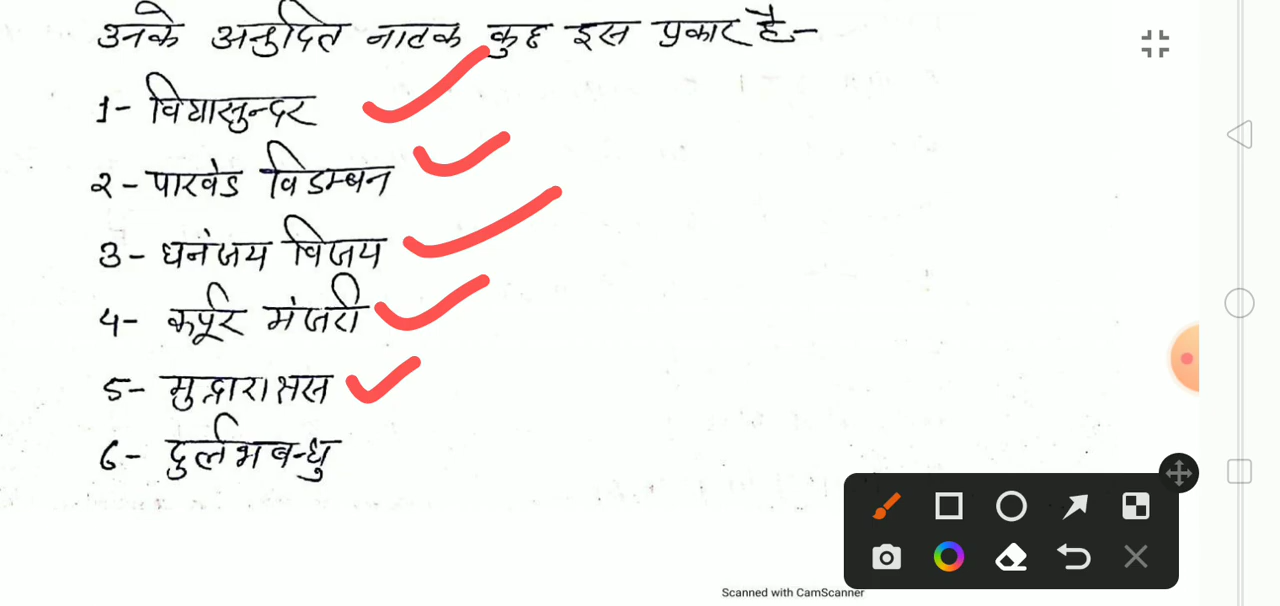 उनके अनुदित नाटक कुछ इस प्रकार है:-
1- विद्यासुन्दर
२- पाखंड विडम्बन
3- धनंजय विजय
4- कर्पूर मंजरी
5- मुद्राराक्षस
6- दुर्लभबन्धु
Scanned with CamScanner